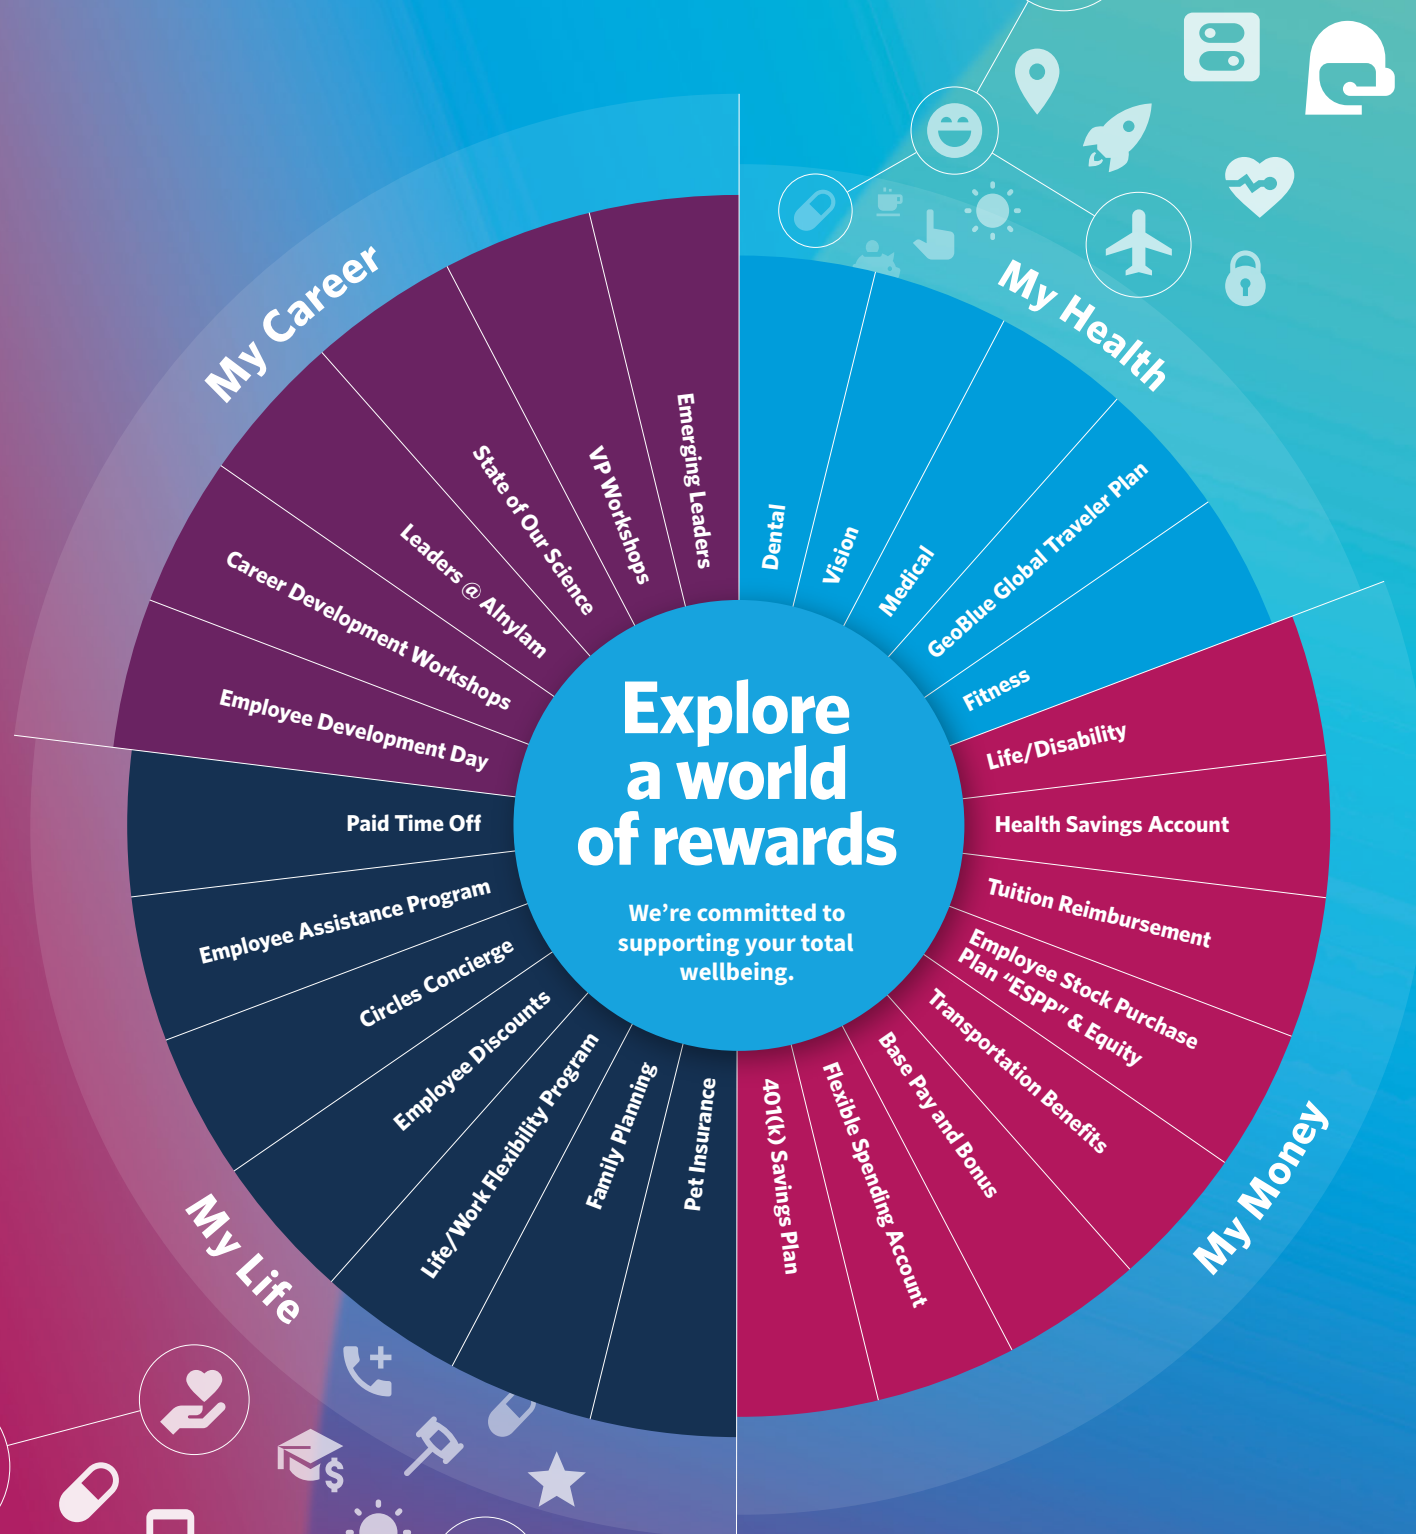 Explore
a world
of rewards
We’re committed to
supporting your total
wellbeing.
My Career
Employee Development Day
Career Development Workshops
Leaders @ Alnylam
State of Our Science
VP Workshops
Emerging Leaders
My Health
Dental
Vision
Medical
GeoBlue Global Traveler Plan
Fitness
My Money
Life/Disability
Health Savings Account
Tuition Reimbursement
Employee Stock Purchase
Plan “ESPP” & Equity
Transportation Benefits
Base Pay and Bonus
Flexible Spending Account
401(k) Savings Plan
My Life
Paid Time Off
Employee Assistance Program
Circles Concierge
Employee Discounts
Life/Work Flexibility Program
Family Planning
Pet Insurance